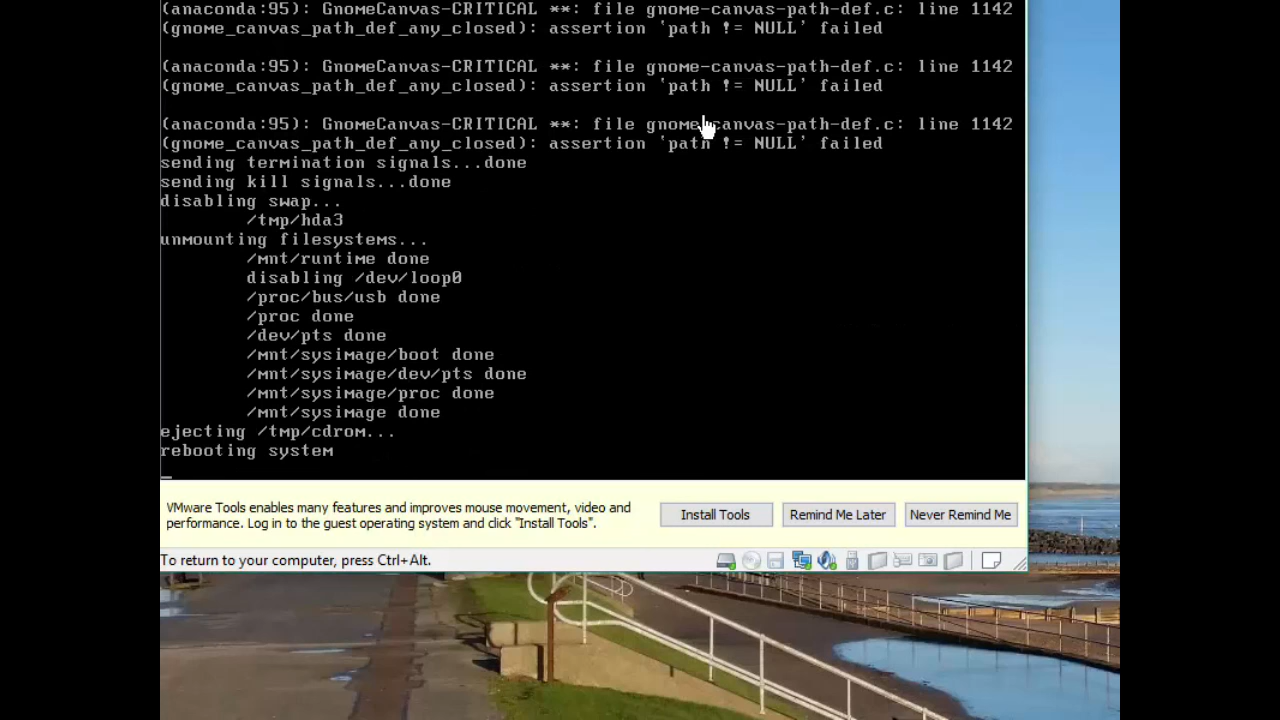 (anaconda:95): GnomeCanvas-CRITICAL **: file gnome-canvas-path-def.c: line 1142
(gnome_canvas_path_def_any_closed): assertion `path != NULL' failed
(anaconda:95): GnomeCanvas-CRITICAL **: file gnome-canvas-path-def.c: line 1142
(gnome_canvas_path_def_any_closed): assertion `path != NULL' failed
(anaconda:95): GnomeCanvas-CRITICAL **: file gnome-canvas-path-def.c: line 1142
(gnome_canvas_path_def_any_closed): assertion `path != NULL' failed
sending termination signals...done
sending kill signals...done
disabling swap...
/tmp/hda3
unmounting filesystems...
/mnt/runtime done
disabling /dev/loop0
/proc/bus/usb done
/proc done
/dev/pts done
/mnt/sysimage/boot done
/mnt/sysimage/dev/pts done
/mnt/sysimage/proc done
/mnt/sysimage done
ejecting /tmp/cdrom...
rebooting system
VMware Tools enables many features and improves mouse movement, video and
performance. Log in to the guest operating system and click "Install Tools".
Install Tools
Remind Me Later
Never Remind Me
To return to your computer, press Ctrl+Alt.